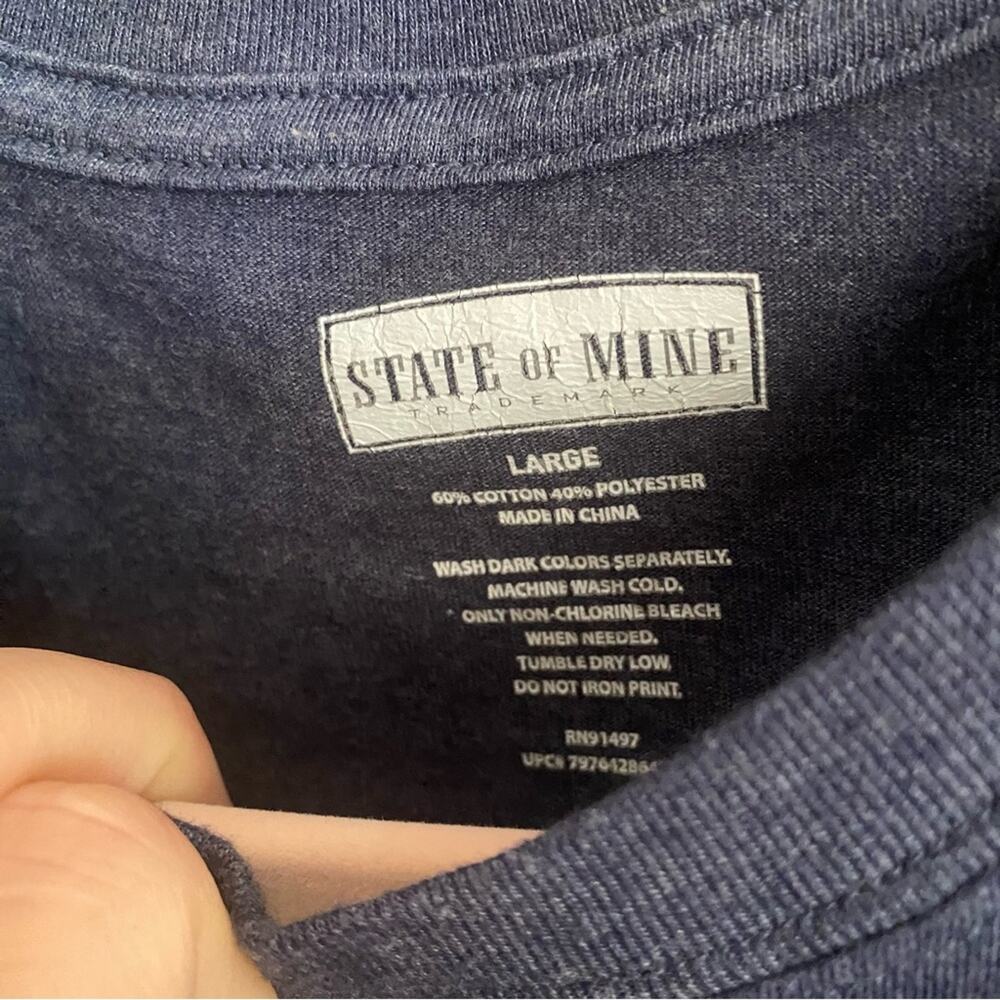 STATE OF MINE
TRADEMARK
LARGE
60% COTTON 40% POLYESTER
MADE IN CHINA
WASH DARK COLORS SEPARATELY.
MACHINE WASH COLD.
ONLY NON-CHLORINE BLEACH
WHEN NEEDED.
TUMBLE DRY LOW.
DO NOT IRON PRINT.
RN91497
UPC#